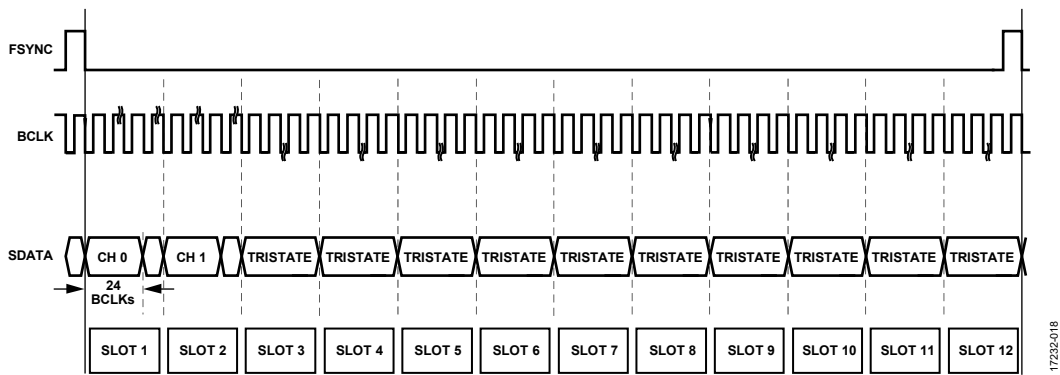 FSYNC
BCLK
SDATA
CH 0
CH 1
TRISTATE
TRISTATE
TRISTATE
TRISTATE
TRISTATE
TRISTATE
TRISTATE
TRISTATE
TRISTATE
TRISTATE
24
BCLKs
SLOT 1
SLOT 2
SLOT 3
SLOT 4
SLOT 5
SLOT 6
SLOT 7
SLOT 8
SLOT 9
SLOT 10
SLOT 11
SLOT 12
17232-018